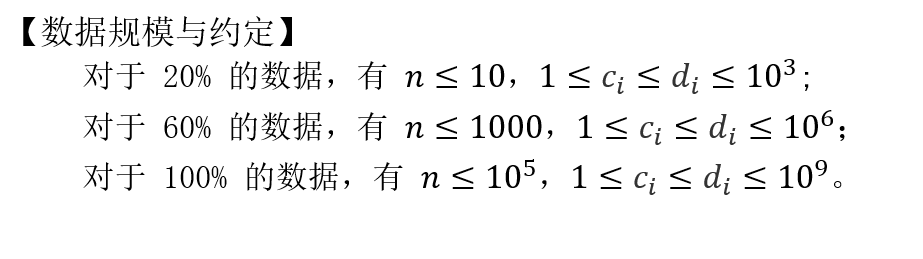 【数据规模与约定】
对于 20% 的数据，有 n ≤ 10，1 ≤ cᵢ ≤ dᵢ ≤ 10³；
对于 60% 的数据，有 n ≤ 1000，1 ≤ cᵢ ≤ dᵢ ≤ 10⁶；
对于 100% 的数据，有 n ≤ 10⁵，1 ≤ cᵢ ≤ dᵢ ≤ 10⁹。